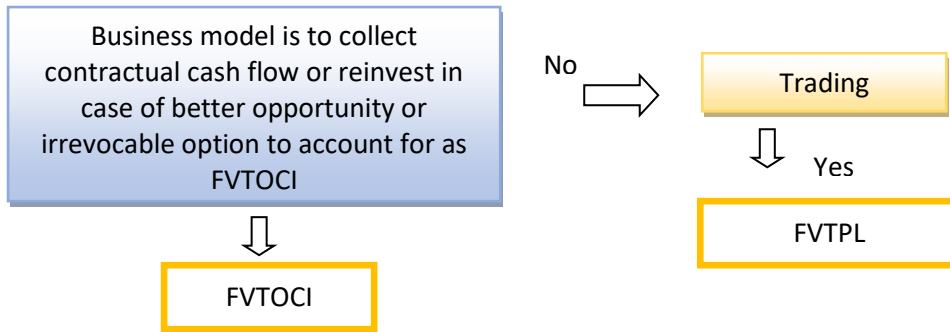 Business model is to collect
contractual cash flow or reinvest in
case of better opportunity or
irrevocable option to account for as
FVTOCI
No
Trading
Yes
FVTPL
FVTOCI